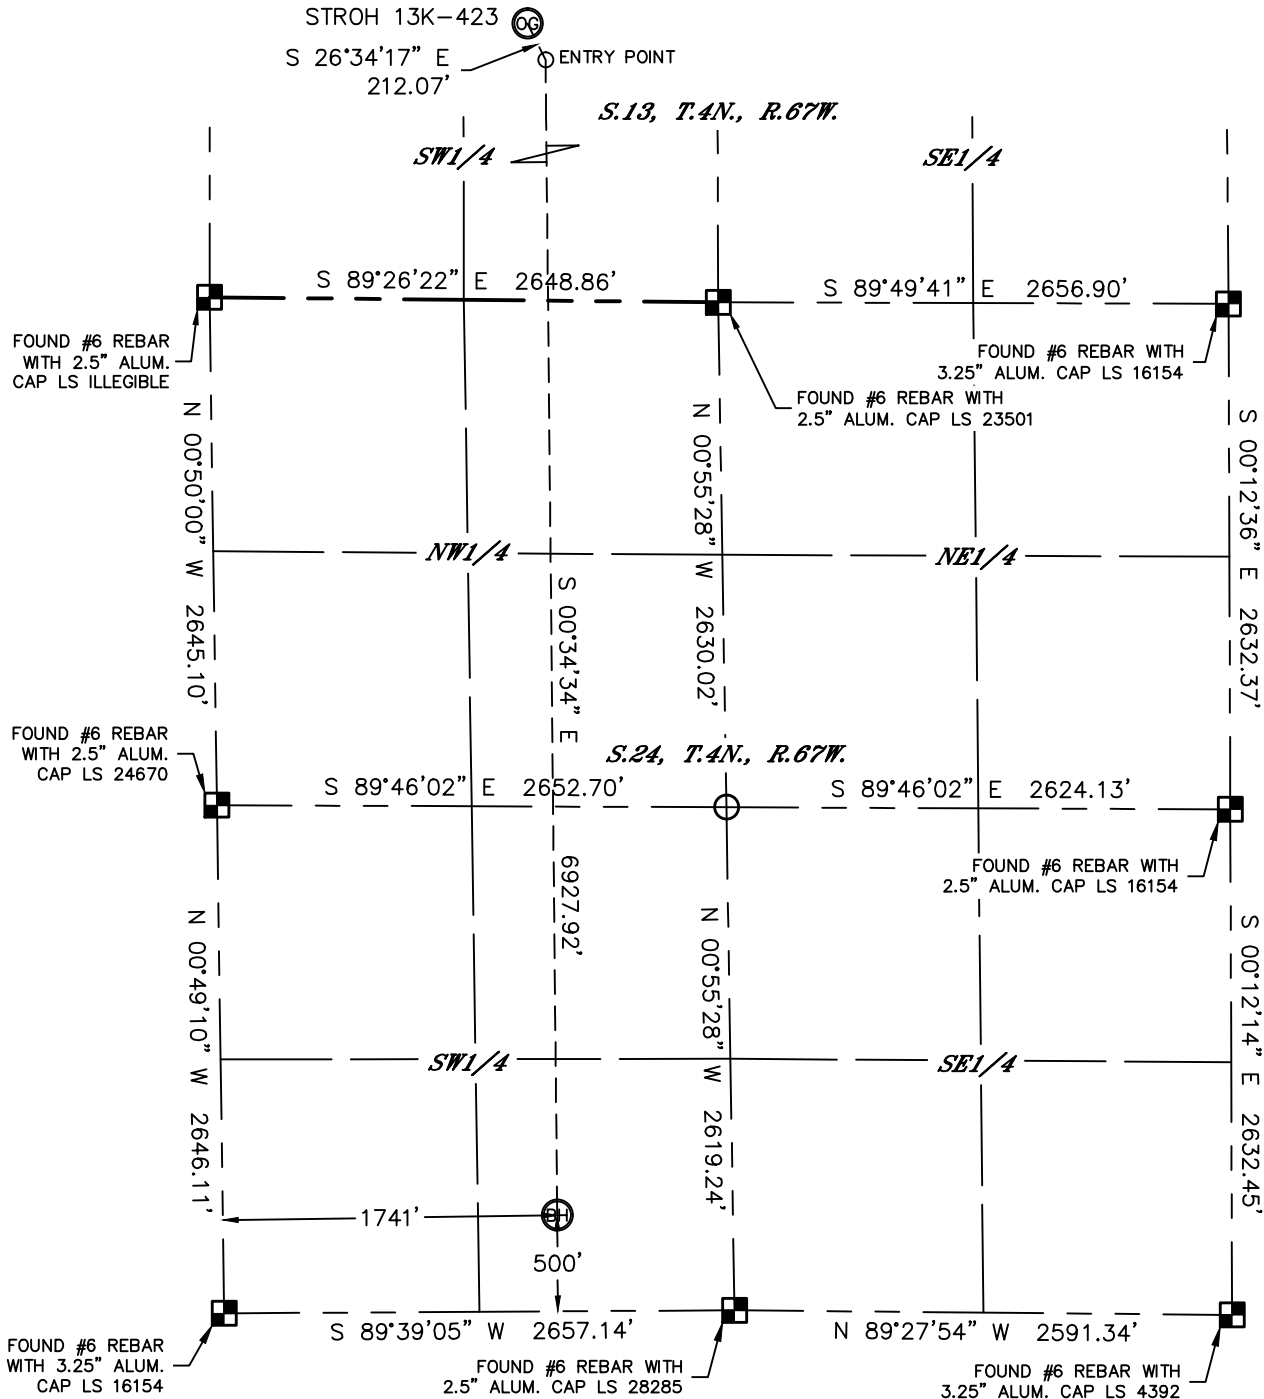 STROH 13K-423
OG
S 26°34'17" E
212.07'
ENTRY POINT
S.13, T.4N., R.67W.
SW1/4
SE1/4
S 89°26'22" E 2648.86'
S 89°49'41" E 2656.90'
FOUND #6 REBAR
WITH 2.5" ALUM.
CAP LS ILLEGIBLE
FOUND #6 REBAR WITH
3.25" ALUM. CAP LS 16154
FOUND #6 REBAR WITH
2.5" ALUM. CAP LS 23501
N 00°50'00" W 2645.10'
N 00°55'28" W 2630.02'
S 00°12'36" E 2632.37'
NW1/4
NE1/4
S 00°34'34" E
6927.92'
FOUND #6 REBAR
WITH 2.5" ALUM.
CAP LS 24670
S.24, T.4N., R.67W.
S 89°46'02" E 2652.70'
S 89°46'02" E 2624.13'
FOUND #6 REBAR WITH
2.5" ALUM. CAP LS 16154
N 00°49'10" W 2646.11'
N 00°55'28" W 2619.24'
S 00°12'14" E 2632.45'
SW1/4
SE1/4
1741'
BH
500'
S 89°39'05" W 2657.14'
N 89°27'54" W 2591.34'
FOUND #6 REBAR
WITH 3.25" ALUM.
CAP LS 16154
FOUND #6 REBAR WITH
2.5" ALUM. CAP LS 28285
FOUND #6 REBAR WITH
3.25" ALUM. CAP LS 4392